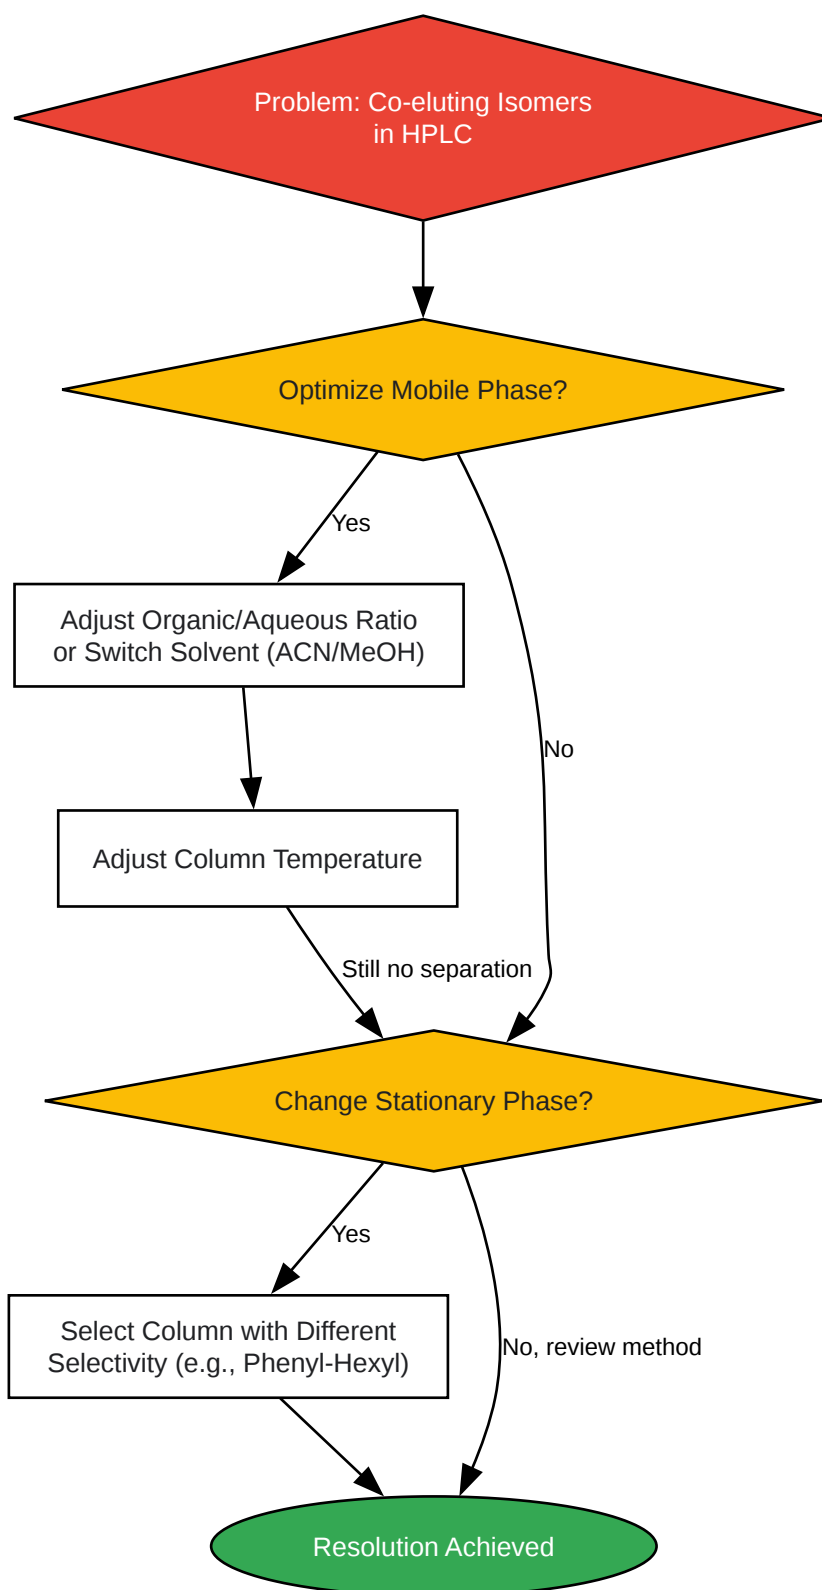 Problem: Co-eluting Isomers
in HPLC
Optimize Mobile Phase?
Yes
Adjust Organic/Aqueous Ratio
or Switch Solvent (ACN/MeOH)
No
Adjust Column Temperature
Still no separation
Change Stationary Phase?
Yes
Select Column with Different
Selectivity (e.g., Phenyl-Hexyl)
No, review method
Resolution Achieved